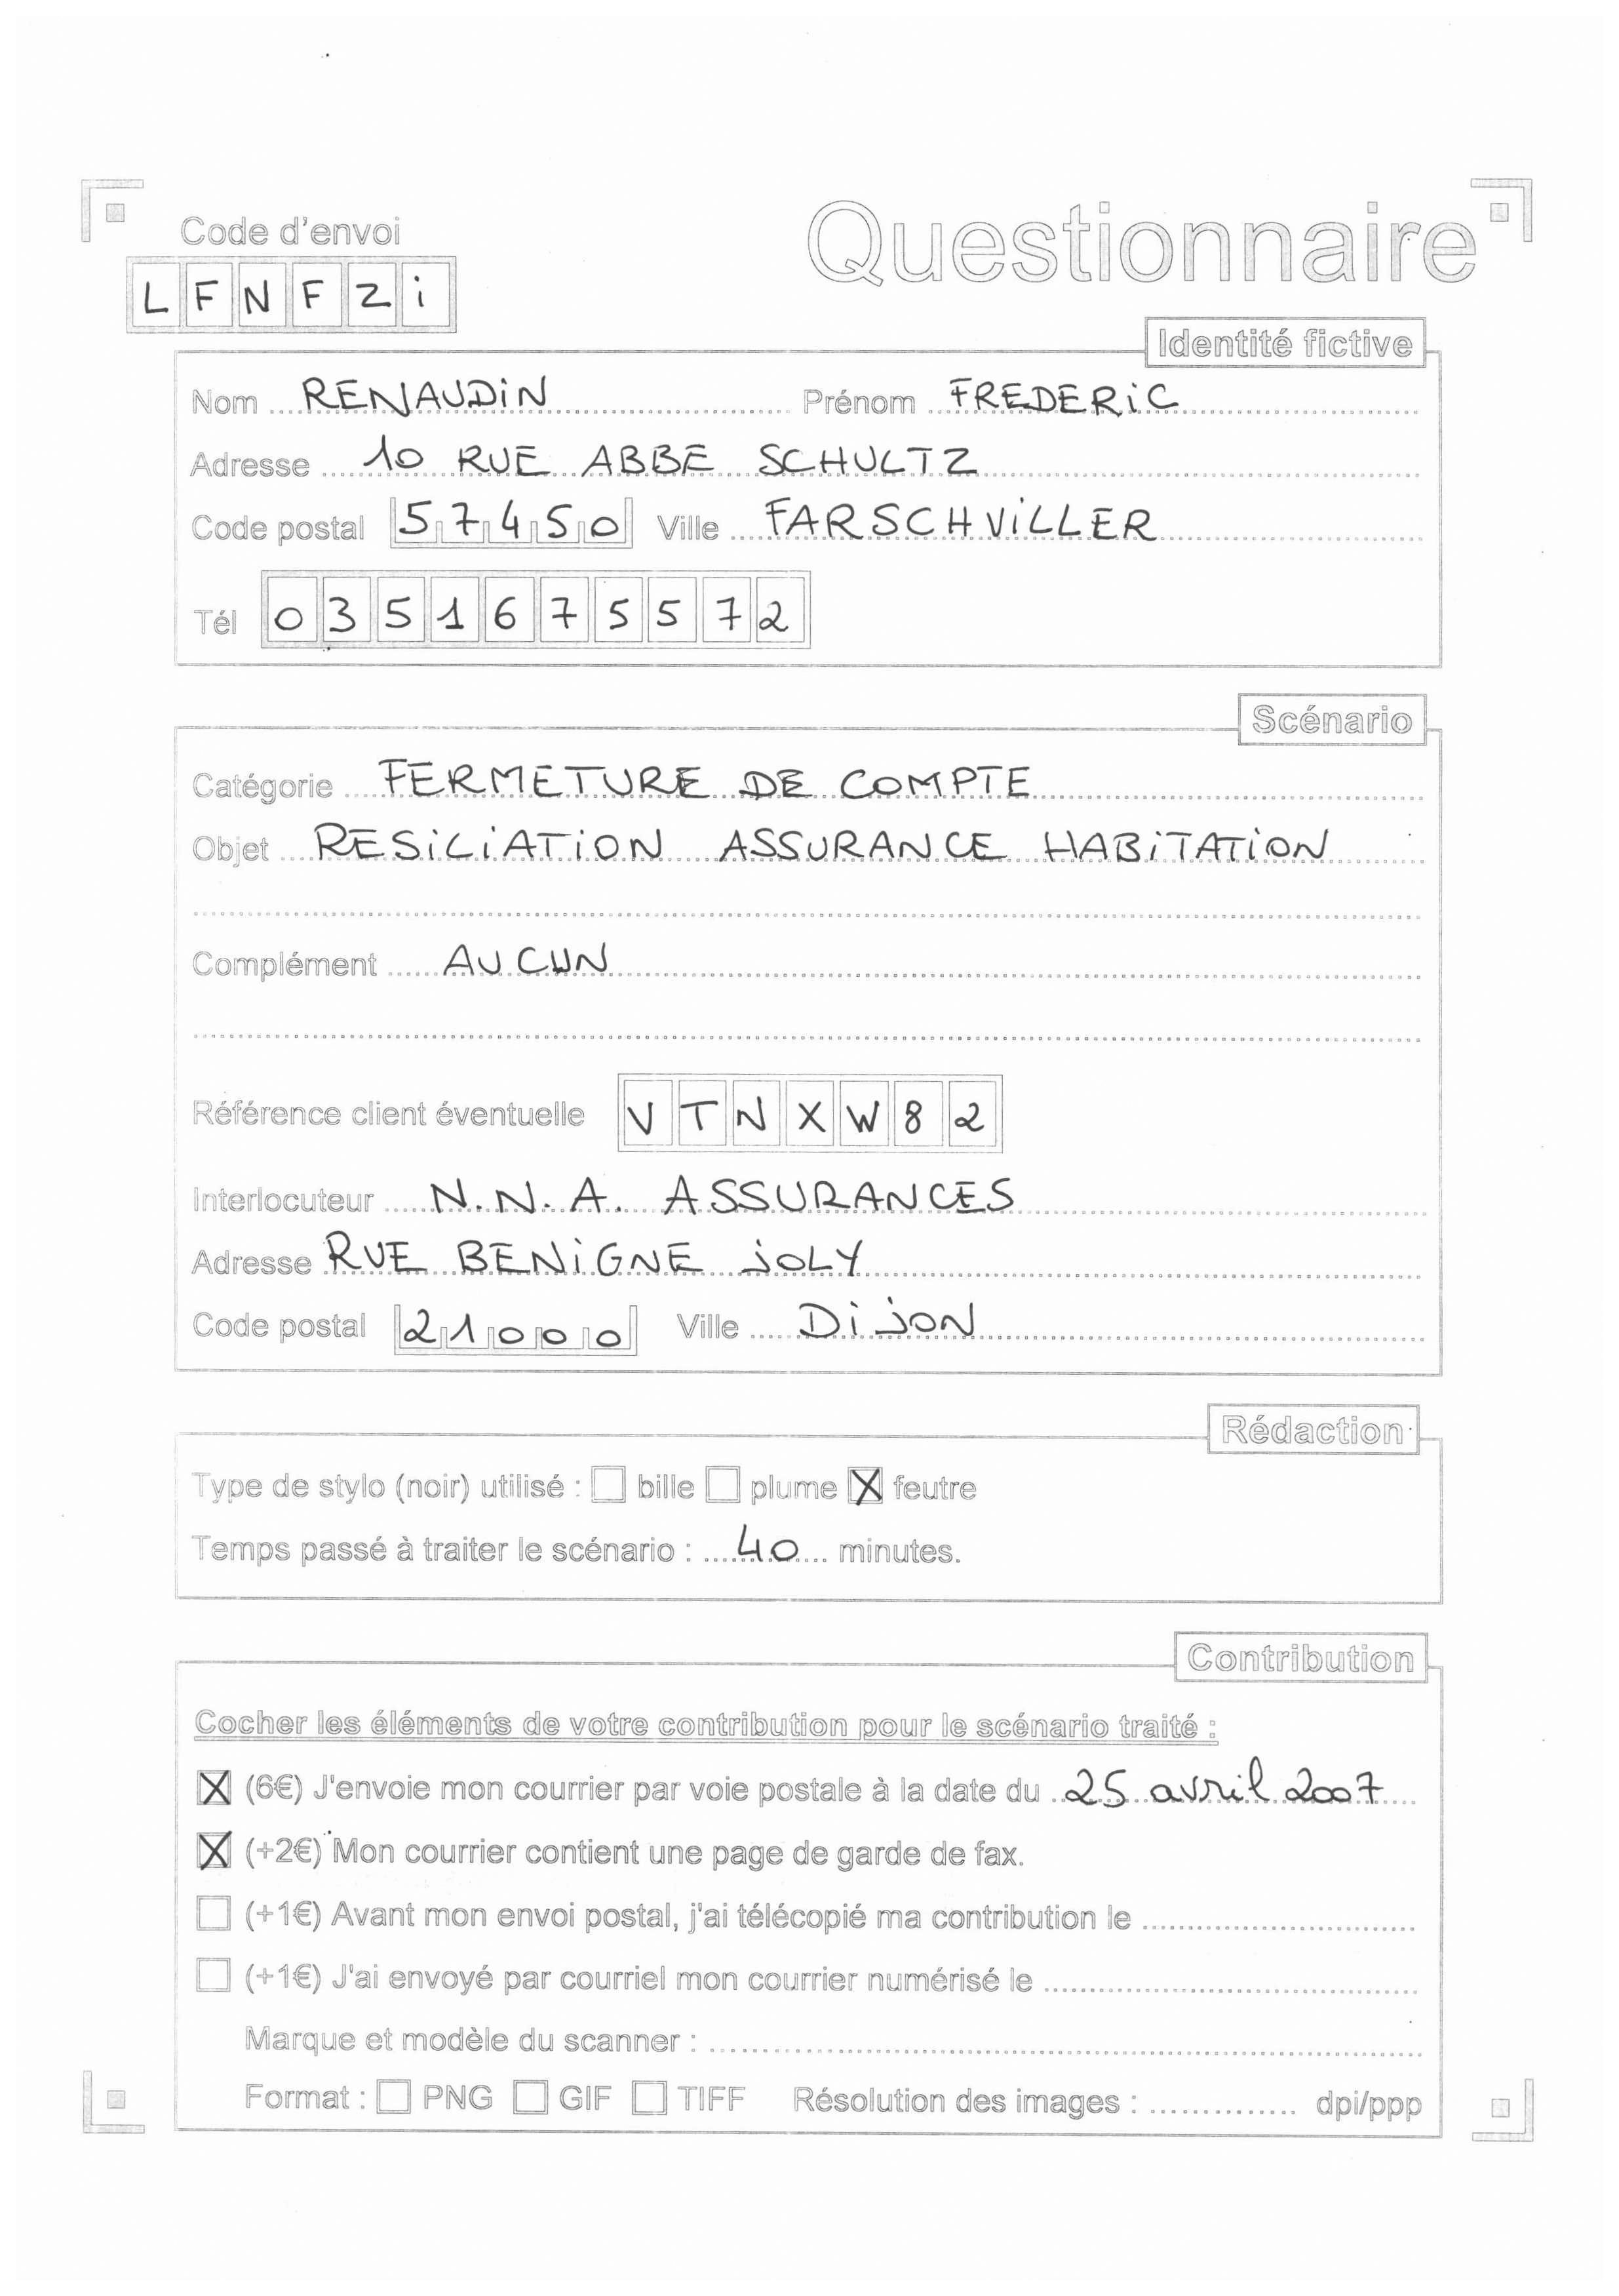 Code d'envoi
Questionnaire
LFNFZi
Identité fictive
Nom RENAUDiN Prénom FREDERiC
Adresse 10 RUE ABBE SCHULTZ
Code postal 57450 Ville FARSCHViLLER
Tél 0351675572
Scénario
Catégorie FERMETURE DE COMPTE
Objet RESiLiATiON ASSURANCE HABiTATiON
Complément AUCUN
Référence client éventuelle VTNXW82
Interlocuteur N.N.A. ASSURANCES
Adresse RUE BENiGNE jOLY
Code postal 21000 Ville DijON
Rédaction
Type de stylo (noir) utilisé : ☐ bille ☐ plume ☒ feutre
Temps passé à traiter le scénario : 40 minutes.
Contribution
Cocher les éléments de votre contribution pour le scénario traité :
☒ (6€) J'envoie mon courrier par voie postale à la date du 25 avril 2007
☒ (+2€) Mon courrier contient une page de garde de fax.
☐ (+1€) Avant mon envoi postal, j'ai télécopié ma contribution le
☐ (+1€) J'ai envoyé par courriel mon courrier numérisé le
Marque et modèle du scanner :
Format : ☐ PNG ☐ GIF ☐ TIFF Résolution des images : dpi/ppp